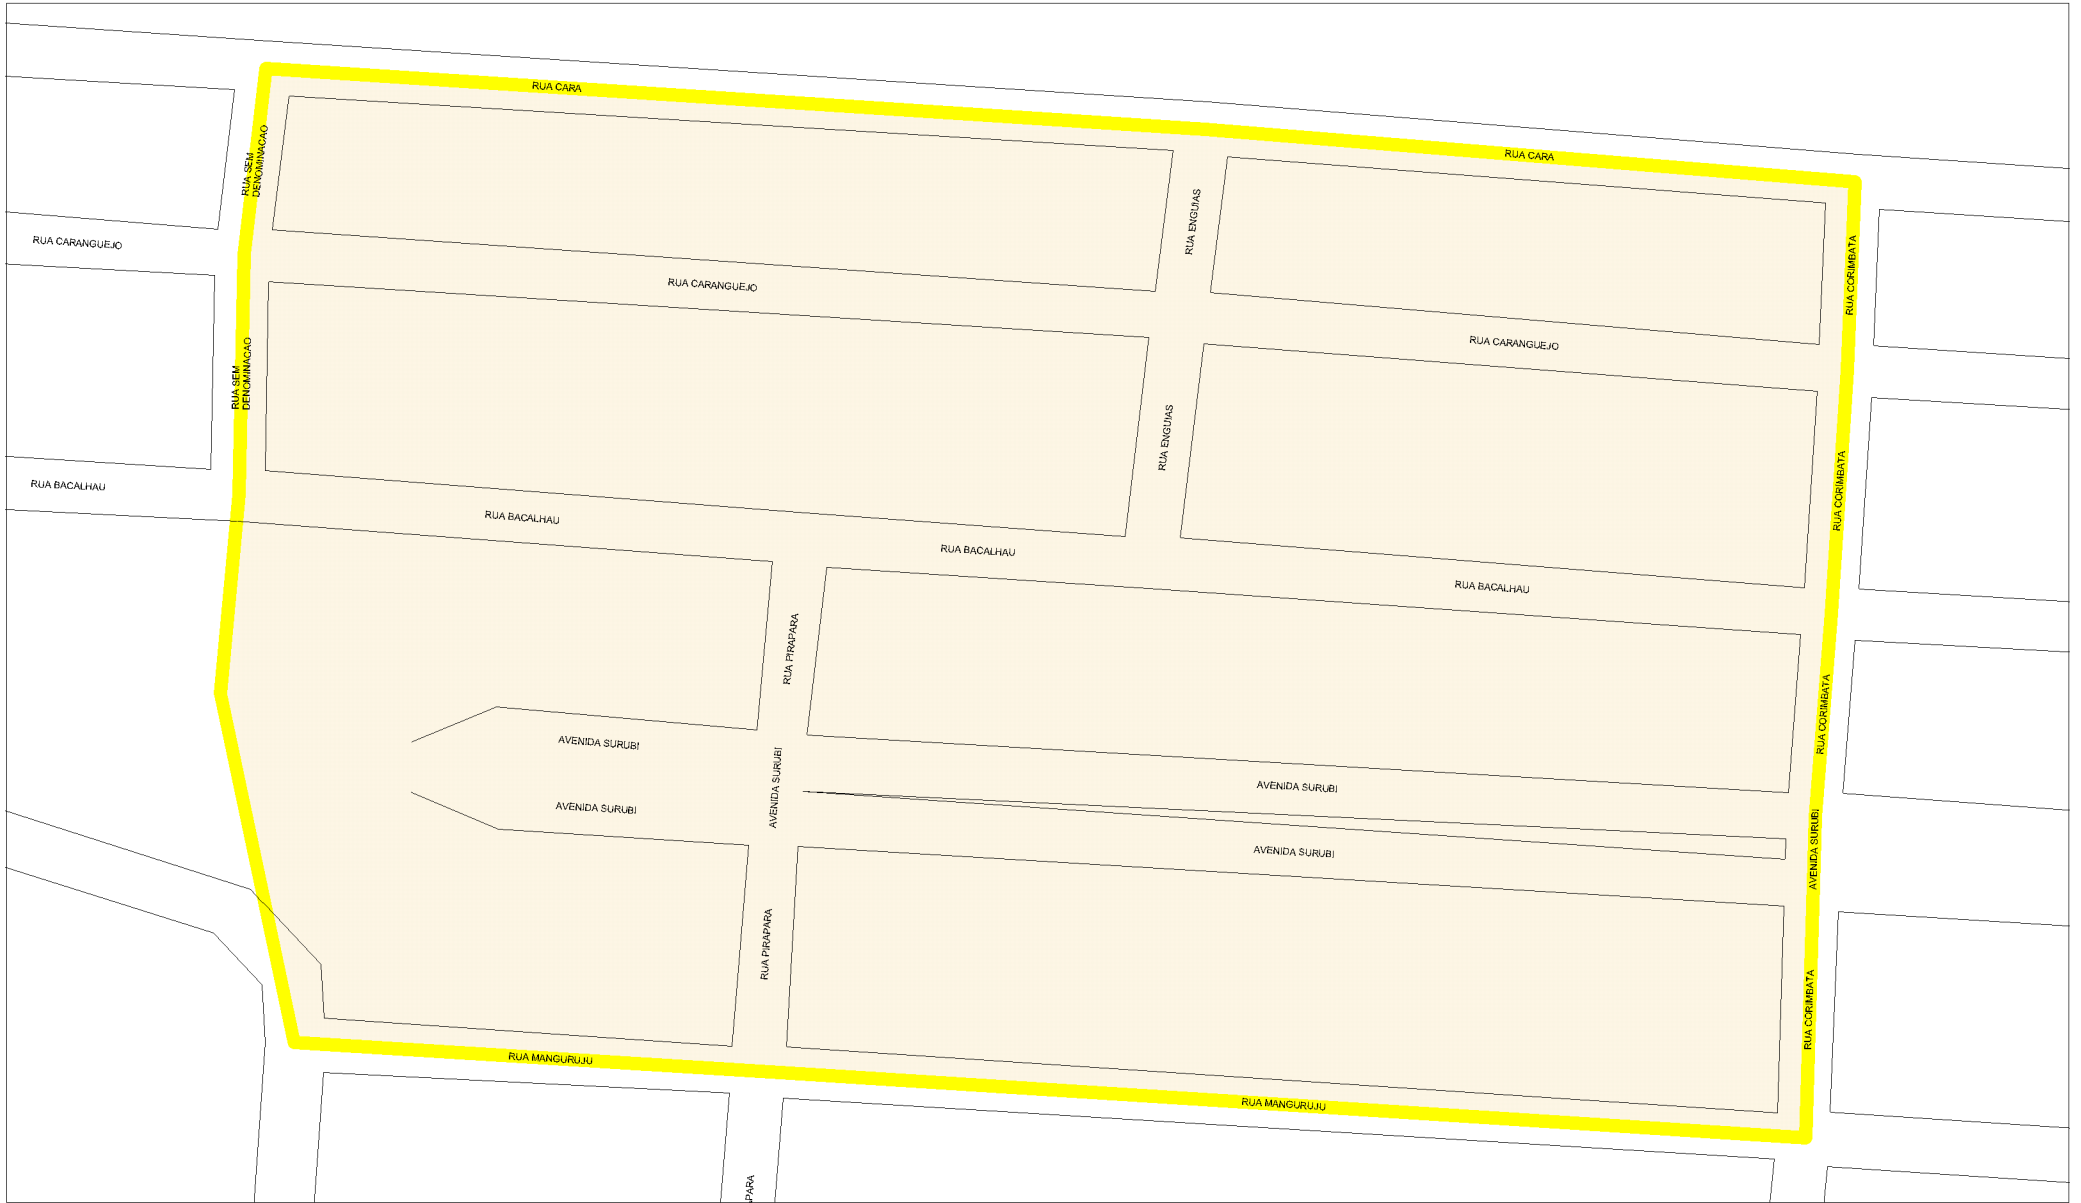 RUA CARA
RUA CARA
RUA SEM
DENOMINACAO
RUA ENGUIAS
RUA CORIMBATA
RUA CARANGUEJO
RUA CARANGUEJO
RUA CARANGUEJO
RUA SEM
DENOMINACAO
RUA ENGUIAS
RUA CORIMBATA
RUA BACALHAU
RUA BACALHAU
RUA BACALHAU
RUA BACALHAU
RUA PIRAPARA
RUA CORIMBATA
AVENIDA SURUBI
AVENIDA SURUBI
AVENIDA SURUBI
AVENIDA SURUBI
AVENIDA SURUBI
AVENIDA SURUBI
RUA PIRAPARA
RUA CORIMBATA
RUA MANGURUJU
RUA MANGURUJU
APARA